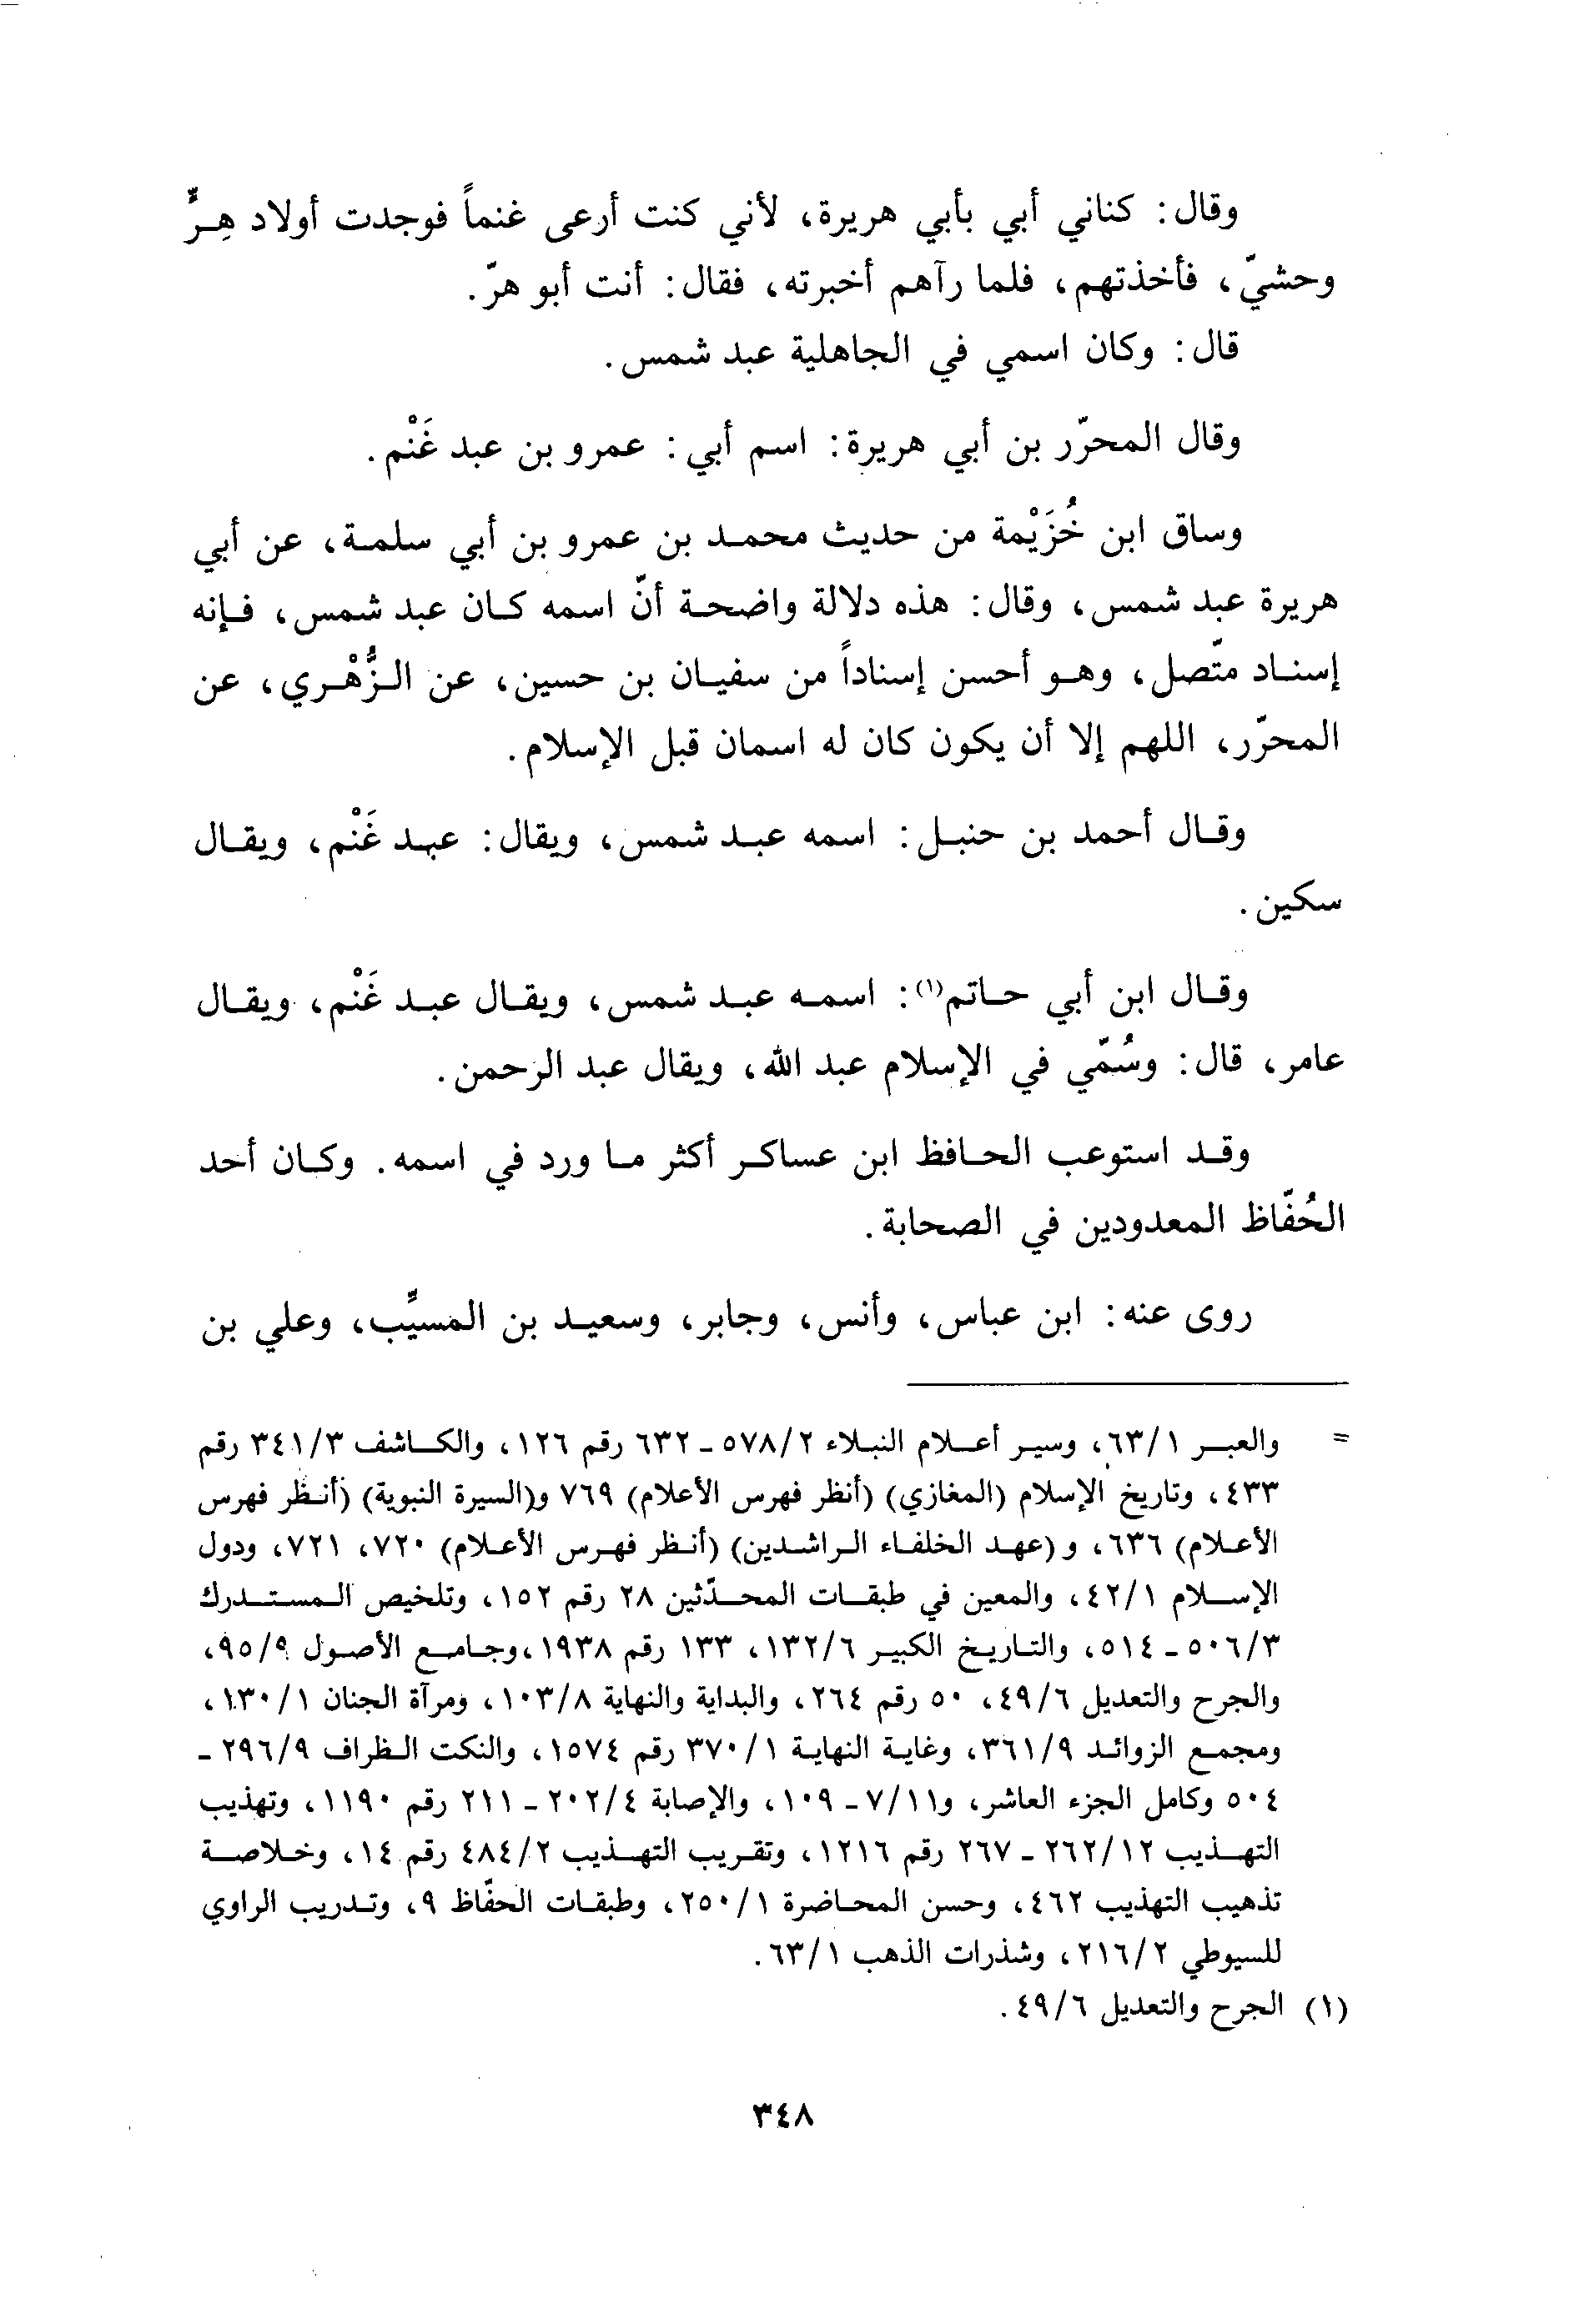 وقال: كناني أبي بأبي هريرة، لأني كنت أرعى غنماً فوجدت أولاد هِرٍّ
وحشيّ، فأخذتهم، فلما رآهم أخبرته، فقال: أنت أبو هرّ.
قال: وكان اسمي في الجاهلية عبد شمس.
وقال المحرّر بن أبي هريرة: اسم أبي: عمرو بن عبد غَنْم.
وساق ابن خُزَيْمة من حديث محمد بن عمرو بن أبي سلمة، عن أبي
هريرة عبد شمس، وقال: هذه دلالة واضحة أنّ اسمه كان عبد شمس، فإنه
إسناد متّصل، وهو أحسن إسناداً من سفيان بن حسين، عن الزُّهْري، عن
المحرّر، اللهم إلا أن يكون كان له اسمان قبل الإسلام.
وقال أحمد بن حنبل: اسمه عبد شمس، ويقال: عبد غَنْم، ويقال
سكين.
وقال ابن أبي حاتم(١): اسمه عبد شمس، ويقال عبد غَنْم، ويقال
عامر، قال: وسُمّي في الإسلام عبد الله، ويقال عبد الرحمن.
وقد استوعب الحافظ ابن عساكر أكثر ما ورد في اسمه. وكان أحد
الحُفّاظ المعدودين في الصحابة.
روى عنه: ابن عباس، وأنس، وجابر، وسعيد بن المسيِّب، وعلي بن
= والعبر ٦٣/١، وسير أعلام النبلاء ٥٧٨/٢ - ٦٣٢ رقم ١٢٦، والكاشف ٣٤١/٣ رقم
٤٣٣، وتاريخ الإسلام (المغازي) (أنظر فهرس الأعلام) ٧٦٩ و(السيرة النبوية) (أنظر فهرس
الأعلام) ٦٣٦، و (عهد الخلفاء الراشدين) (أنظر فهرس الأعلام) ٧٢٠، ٧٢١، ودول
الإسلام ٤٢/١، والمعين في طبقات المحدّثين ٢٨ رقم ١٥٢، وتلخيص المستدرك
٥٠٦/٣ - ٥١٤، والتاريخ الكبير ١٣٢/٦، ١٣٣ رقم ١٩٣٨، وجامع الأصول ٩٥/٩،
والجرح والتعديل ٤٩/٦، ٥٠ رقم ٢٦٤، والبداية والنهاية ١٠٣/٨، ومرآة الجنان ١٣٠/١،
ومجمع الزوائد ٣٦١/٩، وغاية النهاية ٣٧٠/١ رقم ١٥٧٤، والنكت الظراف ٢٩٦/٩ -
٥٠٤ وكامل الجزء العاشر، و٧/١١ - ١٠٩، والإصابة ٢٠٢/٤ - ٢١١ رقم ١١٩٠، وتهذيب
التهذيب ٢٦٢/١٢ - ٢٦٧ رقم ١٢١٦، وتقريب التهذيب ٤٨٤/٢ رقم ١٤، وخلاصة
تذهيب التهذيب ٤٦٢، وحسن المحاضرة ٢٥٠/١، وطبقات الحفّاظ ٩، وتدريب الراوي
للسيوطي ٢١٦/٢، وشذرات الذهب ٦٣/١.
(١) الجرح والتعديل ٤٩/٦.
٣٤٨